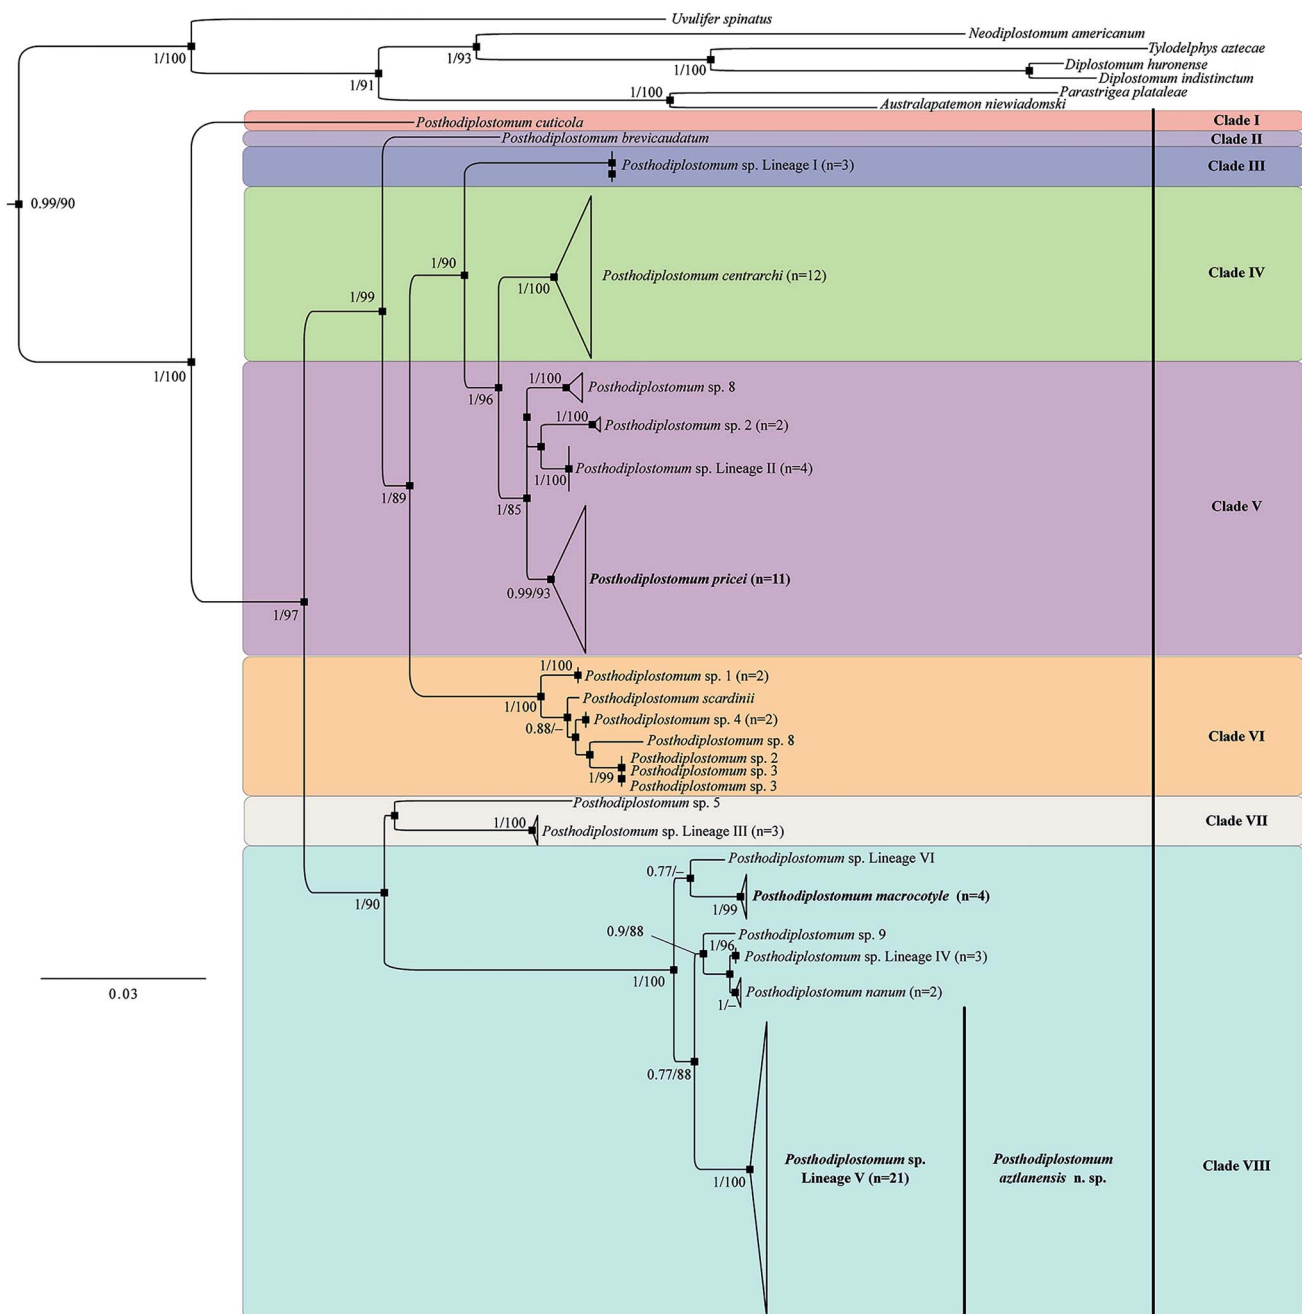 Uvulifer spinatus
Neodiplostomum americanum
1/100
1/93
Tylodelphys aztecae
1/100
Diplostomum huronense
1/91
Diplostomum indistinctum
1/100
Parastrigea plataleae
Australapatemon niewiadomski
Posthodiplostomum cuticola
Clade I
Posthodiplostomum brevicaudatum
Clade II
Posthodiplostomum sp. Lineage I (n=3)
Clade III
0.99/90
1/90
Posthodiplostomum centrarchi (n=12)
Clade IV
1/100
1/99
1/100
1/100
Posthodiplostomum sp. 8
1/96
1/100
Posthodiplostomum sp. 2 (n=2)
Posthodiplostomum sp. Lineage II (n=4)
1/100
1/89
1/85
Clade V
Posthodiplostomum pricei (n=11)
0.99/93
1/97
1/100
Posthodiplostomum sp. 1 (n=2)
1/100
Posthodiplostomum scardinii
0.88/–
Posthodiplostomum sp. 4 (n=2)
Clade VI
Posthodiplostomum sp. 8
Posthodiplostomum sp. 2
Posthodiplostomum sp. 3
1/99
Posthodiplostomum sp. 3
Posthodiplostomum sp. 5
1/100
Posthodiplostomum sp. Lineage III (n=3)
Clade VII
Posthodiplostomum sp. Lineage VI
0.77/–
Posthodiplostomum macrocotyle (n=4)
1/90
1/99
0.9/88
Posthodiplostomum sp. 9
1/96
Posthodiplostomum sp. Lineage IV (n=3)
1/100
Posthodiplostomum nanum (n=2)
0.03
1/–
0.77/88
Posthodiplostomum sp.
Lineage V (n=21)
Posthodiplostomum
aztlanensis n. sp.
Clade VIII
1/100